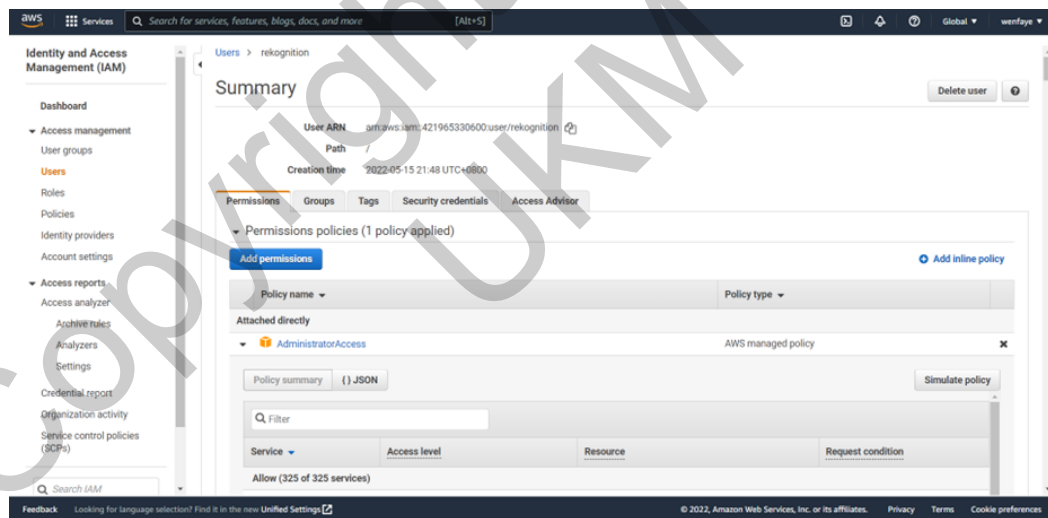 aws Services Search for services, features, blogs, docs, and more [Alt+S] Global wenfaye
Identity and Access
Management (IAM)
Dashboard
Access management
User groups
Users
Roles
Policies
Identity providers
Account settings
Access reports
Access analyzer
Archive rules
Analyzers
Settings
Credential report
Organization activity
Service control policies
(SCPs)
Search IAM
Users > rekognition
Summary
Delete user
User ARN arn:aws:iam::421965330600:user/rekognition
Path /
Creation time 2022-05-15 21:48 UTC+0800
Permissions Groups Tags Security credentials Access Advisor
Permissions policies (1 policy applied)
Add permissions Add inline policy
Policy name Policy type
Attached directly
AdministratorAccess AWS managed policy
Policy summary {} JSON Simulate policy
Filter
Service Access level Resource Request condition
Allow (325 of 325 services)
Feedback Looking for language selection? Find it in the new Unified Settings © 2022, Amazon Web Services, Inc. or its affiliates. Privacy Terms Cookie preferences
Copyright
UKM